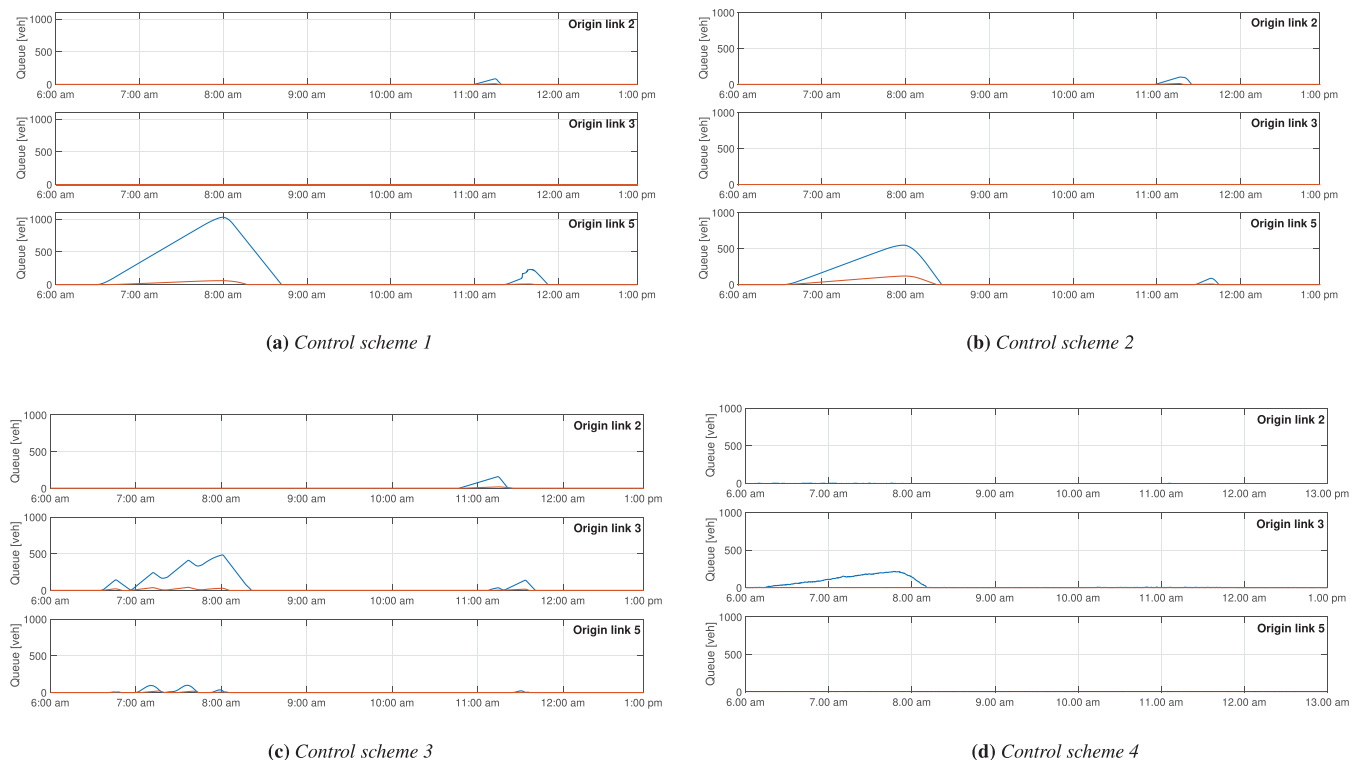 Queue [veh]
1000
500
0
Origin link 2
6:00 am 7:00 am 8:00 am 9:00 am 10:00 am 11:00 am 12:00 am 1:00 pm
Queue [veh]
1000
500
0
Origin link 3
6:00 am 7:00 am 8:00 am 9:00 am 10:00 am 11:00 am 12:00 am 1:00 pm
Queue [veh]
1000
500
0
Origin link 5
6:00 am 7:00 am 8:00 am 9:00 am 10:00 am 11:00 am 12:00 am 1:00 pm
(a) Control scheme 1
Queue [veh]
1000
500
0
Origin link 2
6:00 am 7:00 am 8:00 am 9:00 am 10:00 am 11:00 am 12:00 am 1:00 pm
Queue [veh]
1000
500
0
Origin link 3
6:00 am 7:00 am 8:00 am 9:00 am 10:00 am 11:00 am 12:00 am 1:00 pm
Queue [veh]
1000
500
0
Origin link 5
6:00 am 7:00 am 8:00 am 9:00 am 10:00 am 11:00 am 12:00 am 1:00 pm
(b) Control scheme 2
Queue [veh]
1000
500
0
Origin link 2
6:00 am 7:00 am 8:00 am 9:00 am 10:00 am 11:00 am 12:00 am 1:00 pm
Queue [veh]
1000
500
0
Origin link 3
6:00 am 7:00 am 8:00 am 9:00 am 10:00 am 11:00 am 12:00 am 1:00 pm
Queue [veh]
1000
500
0
Origin link 5
6:00 am 7:00 am 8:00 am 9:00 am 10:00 am 11:00 am 12:00 am 1:00 pm
(c) Control scheme 3
Queue [veh]
1000
500
0
Origin link 2
6.00 am 7.00 am 8.00 am 9.00 am 10.00 am 11.00 am 12.00 am 13.00 pm
Queue [veh]
1000
500
0
Origin link 3
6.00 am 7.00 am 8.00 am 9.00 am 10.00 am 11.00 am 12.00 am 1.00 pm
Queue [veh]
1000
500
0
Origin link 5
6.00 am 7.00 am 8.00 am 9.00 am 10.00 am 11.00 am 12.00 am 13.00 am
(d) Control scheme 4